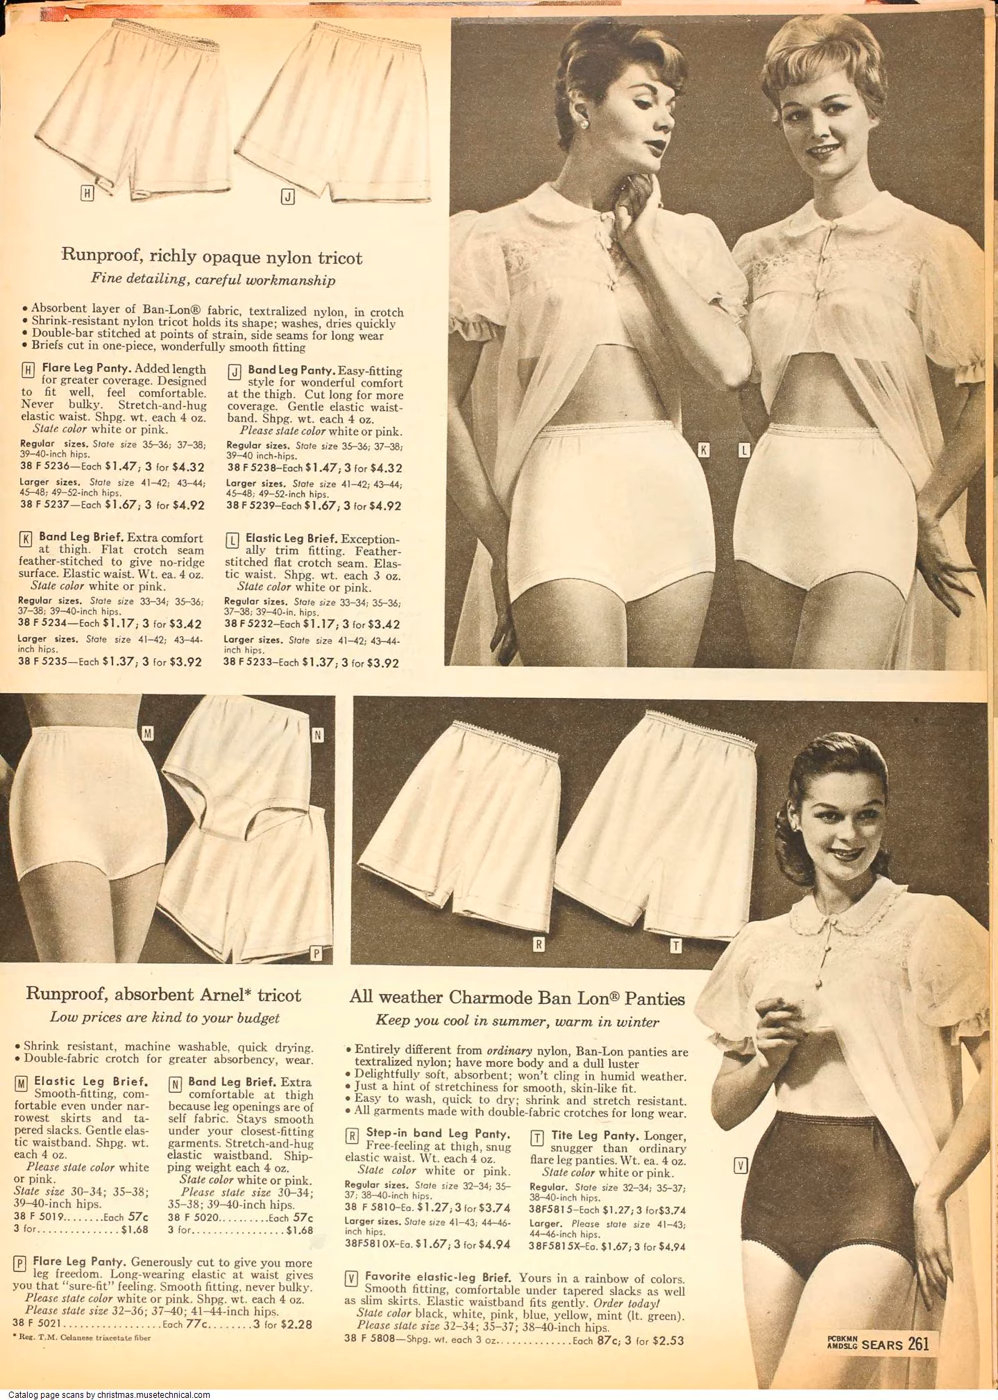 H
J
Runproof, richly opaque nylon tricot
Fine detailing, careful workmanship
• Absorbent layer of Ban-Lon® fabric, textralized nylon, in crotch
• Shrink-resistant nylon tricot holds its shape; washes, dries quickly
• Double-bar stitched at points of strain, side seams for long wear
• Briefs cut in one-piece, wonderfully smooth fitting
H Flare Leg Panty. Added length
for greater coverage. Designed
to fit well, feel comfortable.
Never bulky. Stretch-and-hug
elastic waist. Shpg. wt. each 4 oz.
State color white or pink.
Regular sizes. State size 35-36; 37-38;
39-40-inch hips.
38 F 5236—Each $1.47; 3 for $4.32
Larger sizes. State size 41-42; 43-44;
45-48; 49-52-inch hips.
38 F 5237—Each $1.67; 3 for $4.92
J Band Leg Panty. Easy-fitting
style for wonderful comfort
at the thigh. Cut long for more
coverage. Gentle elastic waist-
band. Shpg. wt. each 4 oz.
Please state color white or pink.
Regular sizes. State size 35-36; 37-38;
39-40 inch-hips.
38 F 5238—Each $1.47; 3 for $4.32
Larger sizes. State size 41-42; 43-44;
45-48; 49-52-inch hips.
38 F 5239—Each $1.67; 3 for $4.92
K Band Leg Brief. Extra comfort
at thigh. Flat crotch seam
feather-stitched to give no-ridge
surface. Elastic waist. Wt. ea. 4 oz.
State color white or pink.
Regular sizes. State size 33-34; 35-36;
37-38; 39-40-inch hips.
38 F 5234—Each $1.17; 3 for $3.42
Larger sizes. State size 41-42; 43-44-
inch hips.
38 F 5235—Each $1.37; 3 for $3.92
L Elastic Leg Brief. Exception-
ally trim fitting. Feather-
stitched flat crotch seam. Elas-
tic waist. Shpg. wt. each 3 oz.
State color white or pink.
Regular sizes. State size 33-34; 35-36;
37-38; 39-40-in. hips.
38 F 5232—Each $1.17; 3 for $3.42
Larger sizes. State size 41-42; 43-44-
inch hips.
38 F 5233—Each $1.37; 3 for $3.92
K
L
M
N
P
R
T
V
Runproof, absorbent Arnel* tricot
Low prices are kind to your budget
• Shrink resistant, machine washable, quick drying.
• Double-fabric crotch for greater absorbency, wear.
M Elastic Leg Brief.
Smooth-fitting, com-
fortable even under nar-
rowest skirts and ta-
pered slacks. Gentle elas-
tic waistband. Shpg. wt.
each 4 oz.
Please state color white
or pink.
State size 30-34; 35-38;
39-40-inch hips.
38 F 5019.......Each 57c
3 for...............$1.68
N Band Leg Brief. Extra
comfortable at thigh
because leg openings are of
self fabric. Stays smooth
under your closest-fitting
garments. Stretch-and-hug
elastic waistband. Ship-
ping weight each 4 oz.
State color white or pink.
Please state size 30-34;
35-38; 39-40-inch hips.
38 F 5020.........Each 57c
3 for................$1.68
P Flare Leg Panty. Generously cut to give you more
leg freedom. Long-wearing elastic at waist gives
you that "sure-fit" feeling. Smooth fitting, never bulky.
Please state color white or pink. Shpg. wt. each 4 oz.
Please state size 32-36; 37-40; 41-44-inch hips.
38 F 5021..................Each 77c........3 for $2.28
* Reg. T.M. Celanese triacetate fiber
All weather Charmode Ban Lon® Panties
Keep you cool in summer, warm in winter
• Entirely different from ordinary nylon, Ban-Lon panties are
textralized nylon; have more body and a dull luster
• Delightfully soft, absorbent; won't cling in humid weather.
• Just a hint of stretchiness for smooth, skin-like fit.
• Easy to wash, quick to dry; shrink and stretch resistant.
• All garments made with double-fabric crotches for long wear.
R Step-in band Leg Panty.
Free-feeling at thigh, snug
elastic waist. Wt. each 4 oz.
State color white or pink.
Regular sizes. State size 32-34; 35-
37; 38-40-inch hips.
38 F 5810—Ea. $1.27; 3 for $3.74
Larger sizes. State size 41-43; 44-46-
inch hips.
38F5810X—Ea. $1.67; 3 for $4.94
T Tite Leg Panty. Longer,
snugger than ordinary
flare leg panties. Wt. ea. 4 oz.
State color white or pink.
Regular. State size 32-34; 35-37;
38-40-inch hips.
38F5815—Each $1.27; 3 for $3.74
Larger. Please state size 41-43;
44-46-inch hips.
38F5815X—Ea. $1.67; 3 for $4.94
V Favorite elastic-leg Brief. Yours in a rainbow of colors.
Smooth fitting, comfortable under tapered slacks as well
as slim skirts. Elastic waistband fits gently. Order today!
State color black, white, pink, blue, yellow, mint (lt. green).
Please state size 32-34; 35-37; 38-40-inch hips.
38 F 5808—Shpg. wt. each 3 oz..............Each 87c; 3 for $2.53
PCBKMN
AMDSLG SEARS 261
Catalog page scans by christmas.musetechnical.com